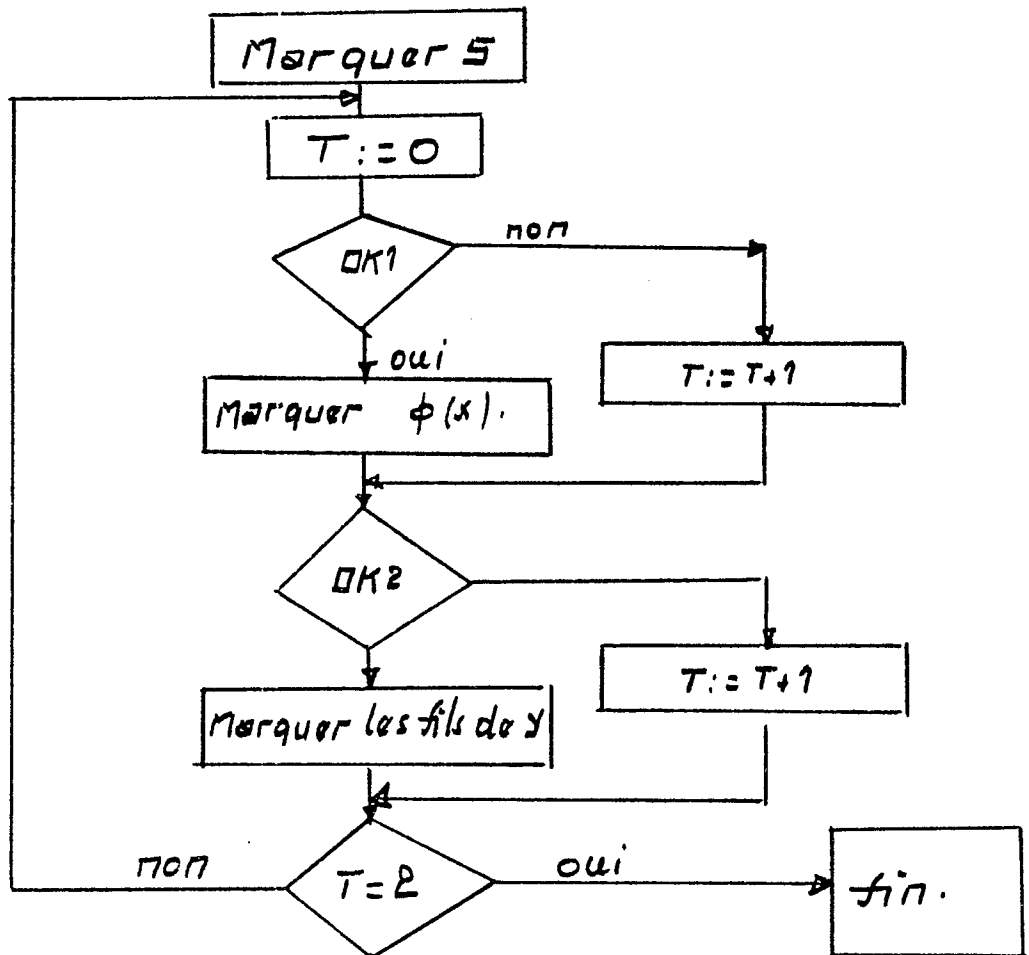 Marquer S
T := 0
OK1
non
oui
T := T+1
Marquer ϕ(x).
OK2
T := T+1
Marquer les fils de y
T=2
non
oui
fin.